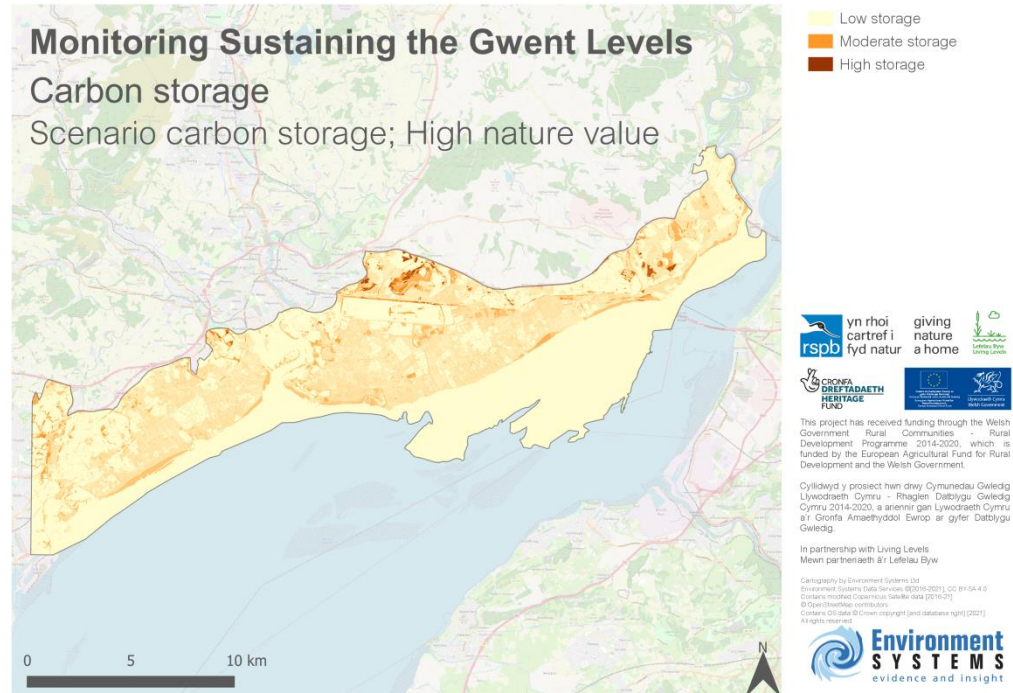 Monitoring Sustaining the Gwent Levels
Carbon storage
Scenario carbon storage; High nature value
Low storage
Moderate storage
High storage
0 5 10 km
N
rspb
yn rhoi
cartref i
fyd natur
giving
nature
a home
Lefelau Byw
Living Levels
CRONFA
DREFTADAETH
HERITAGE
FUND
Llywodraeth Cymru
Welsh Government
This project has received funding through the Welsh
Government Rural Communities - Rural
Development Programme 2014-2020, which is
funded by the European Agricultural Fund for Rural
Development and the Welsh Government.
Cyllidwyd y prosiect hwn drwy Cymunedau Gwledig
Llywodraeth Cymru - Rhaglen Datblygu Gwledig
Cymru 2014-2020, a ariennir gan Lywodraeth Cymru
a'r Gronfa Amaethyddol Ewrop ar gyfer Datblygu
Gwledig.
In partnership with Living Levels
Mewn partneriaeth â'r Lefelau Byw
Cartography by Environment Systems Ltd
Environment Systems Data Services ©[2016-2021], CC BY-SA 4.0
Contains modified Copernicus Satellite data [2016-21]
© OpenStreetMap contributors
Contains OS data © Crown copyright [and database right] [2021]
All rights reserved
Environment
SYSTEMS
evidence and insight